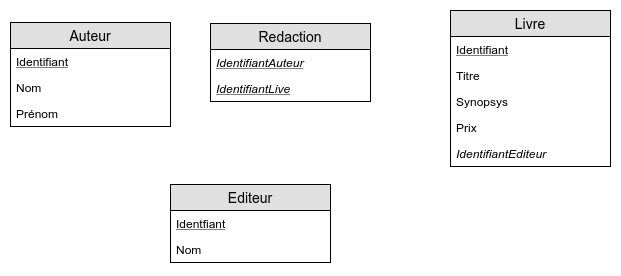 Auteur
Identifiant
Nom
Prénom
Redaction
IdentifiantAuteur
IdentifiantLive
Livre
Identifiant
Titre
Synopsys
Prix
IdentifiantEditeur
Editeur
Identfiant
Nom